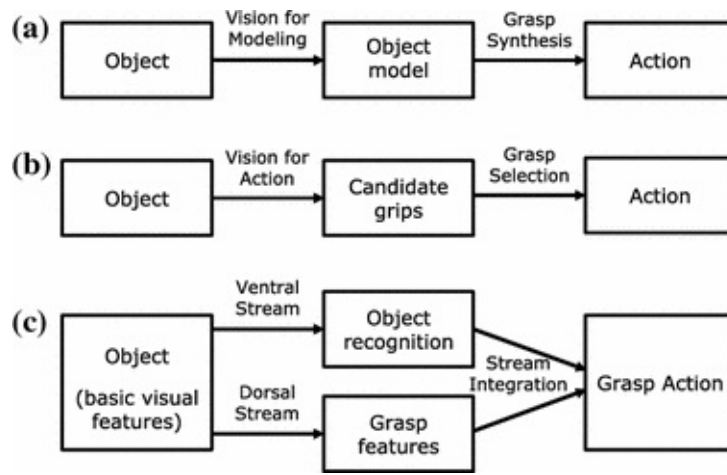 (a)
Object
Vision for
Modeling
Object
model
Grasp
Synthesis
Action
(b)
Object
Vision for
Action
Candidate
grips
Grasp
Selection
Action
(c)
Object
(basic visual
features)
Ventral
Stream
Object
recognition
Dorsal
Stream
Grasp
features
Stream
Integration
Grasp Action